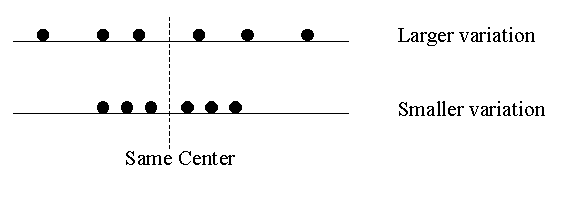 Larger variation
Smaller variation
Same Center